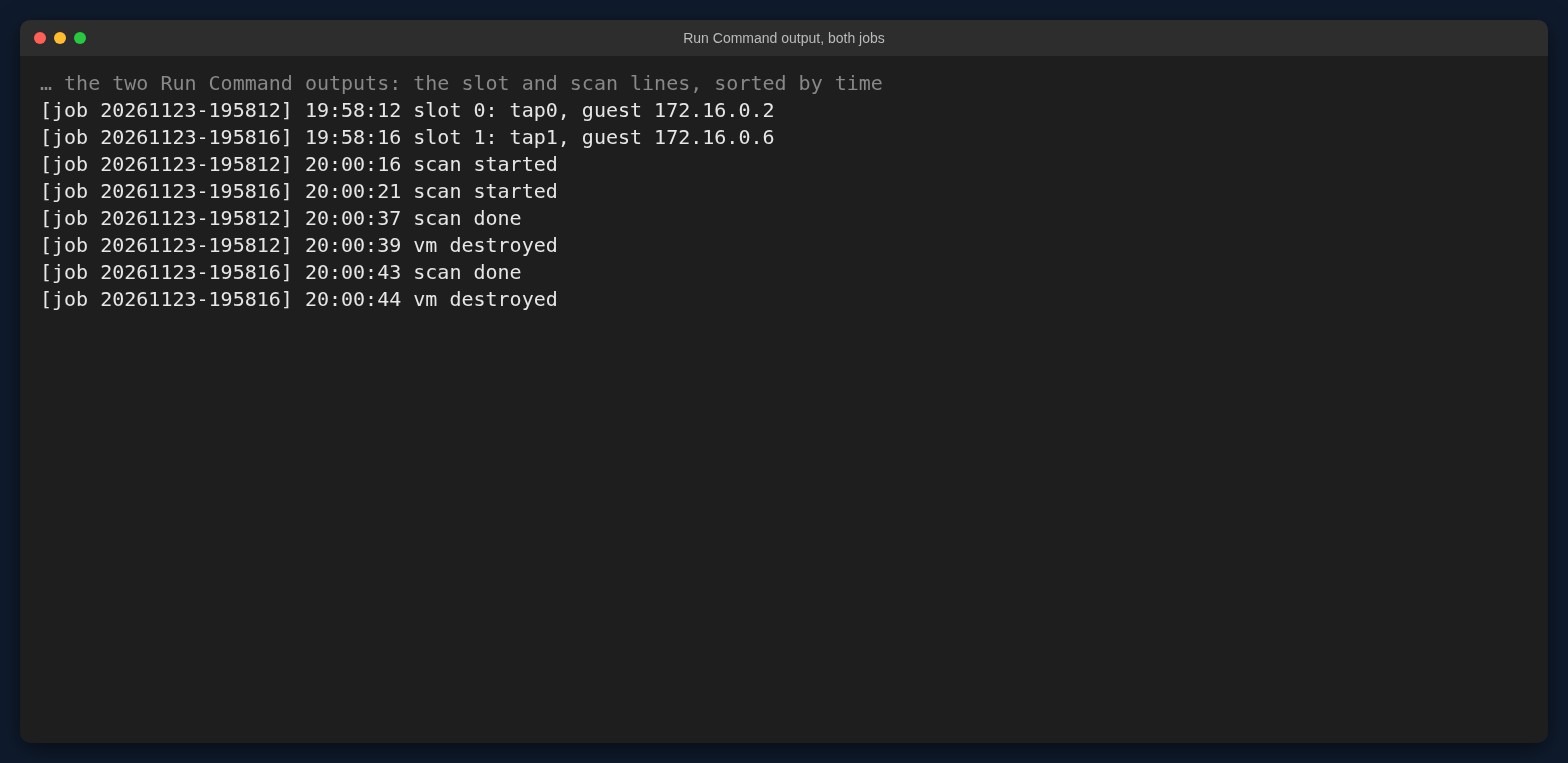 Run Command output, both jobs
… the two Run Command outputs: the slot and scan lines, sorted by time
[job 20261123-195812] 19:58:12 slot 0: tap0, guest 172.16.0.2
[job 20261123-195816] 19:58:16 slot 1: tap1, guest 172.16.0.6
[job 20261123-195812] 20:00:16 scan started
[job 20261123-195816] 20:00:21 scan started
[job 20261123-195812] 20:00:37 scan done
[job 20261123-195812] 20:00:39 vm destroyed
[job 20261123-195816] 20:00:43 scan done
[job 20261123-195816] 20:00:44 vm destroyed